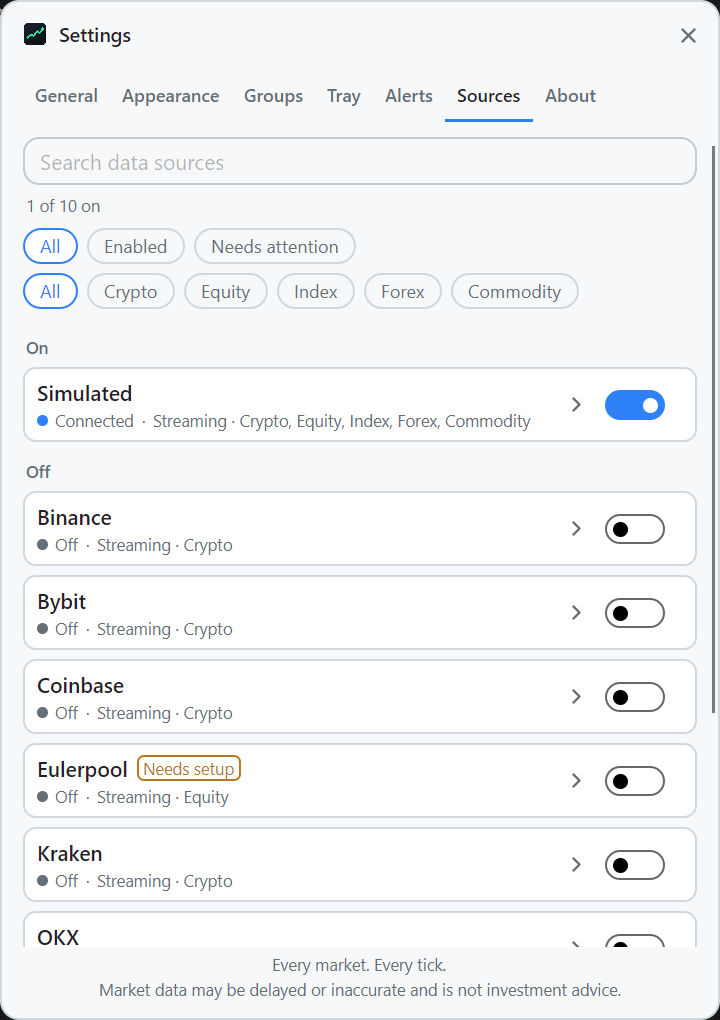 Settings
General Appearance Groups Tray Alerts Sources About
Search data sources
1 of 10 on
All Enabled Needs attention
All Crypto Equity Index Forex Commodity
On
Simulated
Connected · Streaming · Crypto, Equity, Index, Forex, Commodity
Off
Binance
Off · Streaming · Crypto
Bybit
Off · Streaming · Crypto
Coinbase
Off · Streaming · Crypto
Eulerpool Needs setup
Off · Streaming · Equity
Kraken
Off · Streaming · Crypto
OKX
Every market. Every tick.
Market data may be delayed or inaccurate and is not investment advice.